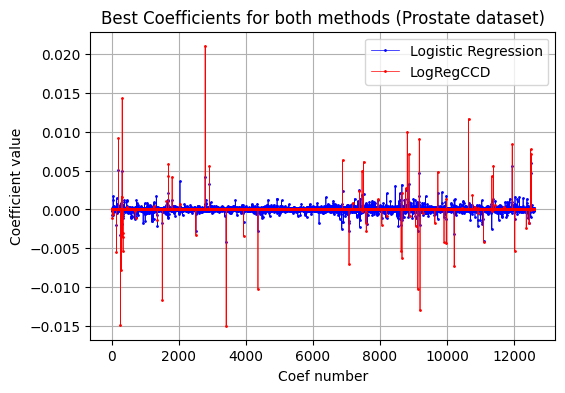 Best Coefficients for both methods (Prostate dataset)
Logistic Regression
LogRegCCD
Coefficient value
0.020
0.015
0.010
0.005
0.000
−0.005
−0.010
−0.015
0 2000 4000 6000 8000 10000 12000
Coef number